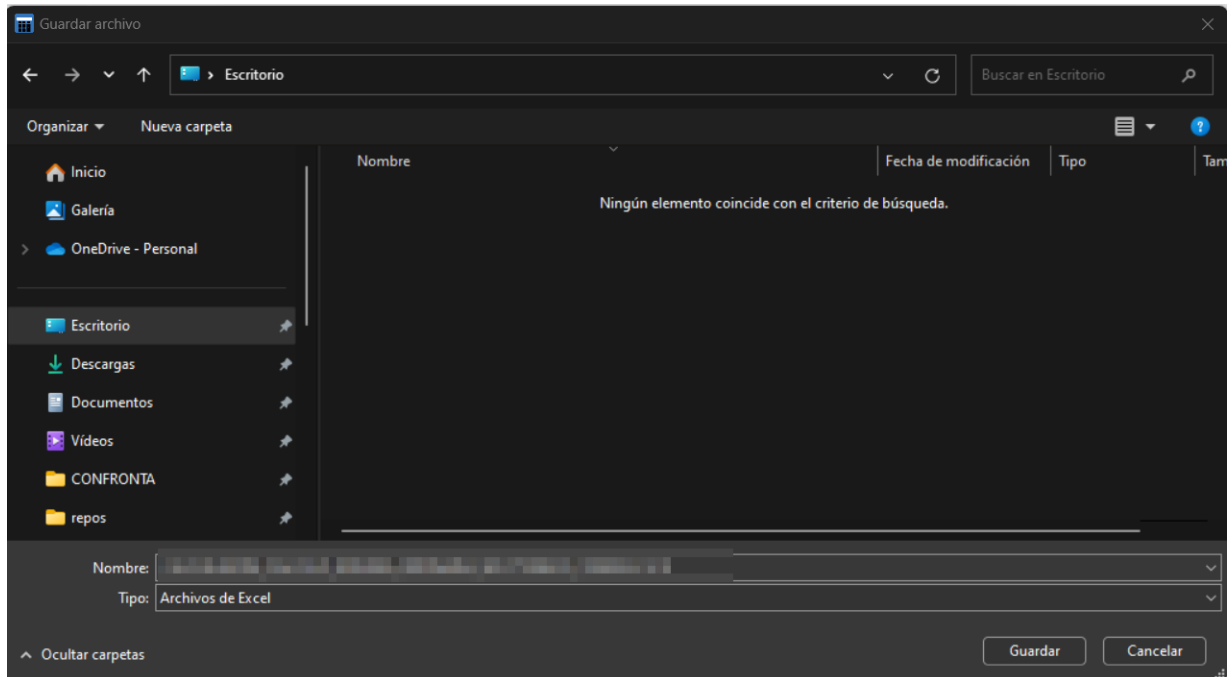 Guardar archivo
Escritorio
Buscar en Escritorio
Organizar
Nueva carpeta
Nombre
Fecha de modificación
Tipo
Tam
Inicio
Ningún elemento coincide con el criterio de búsqueda.
Galería
OneDrive - Personal
Escritorio
Descargas
Documentos
Vídeos
CONFRONTA
repos
Nombre:
Tipo: Archivos de Excel
Ocultar carpetas
Guardar
Cancelar